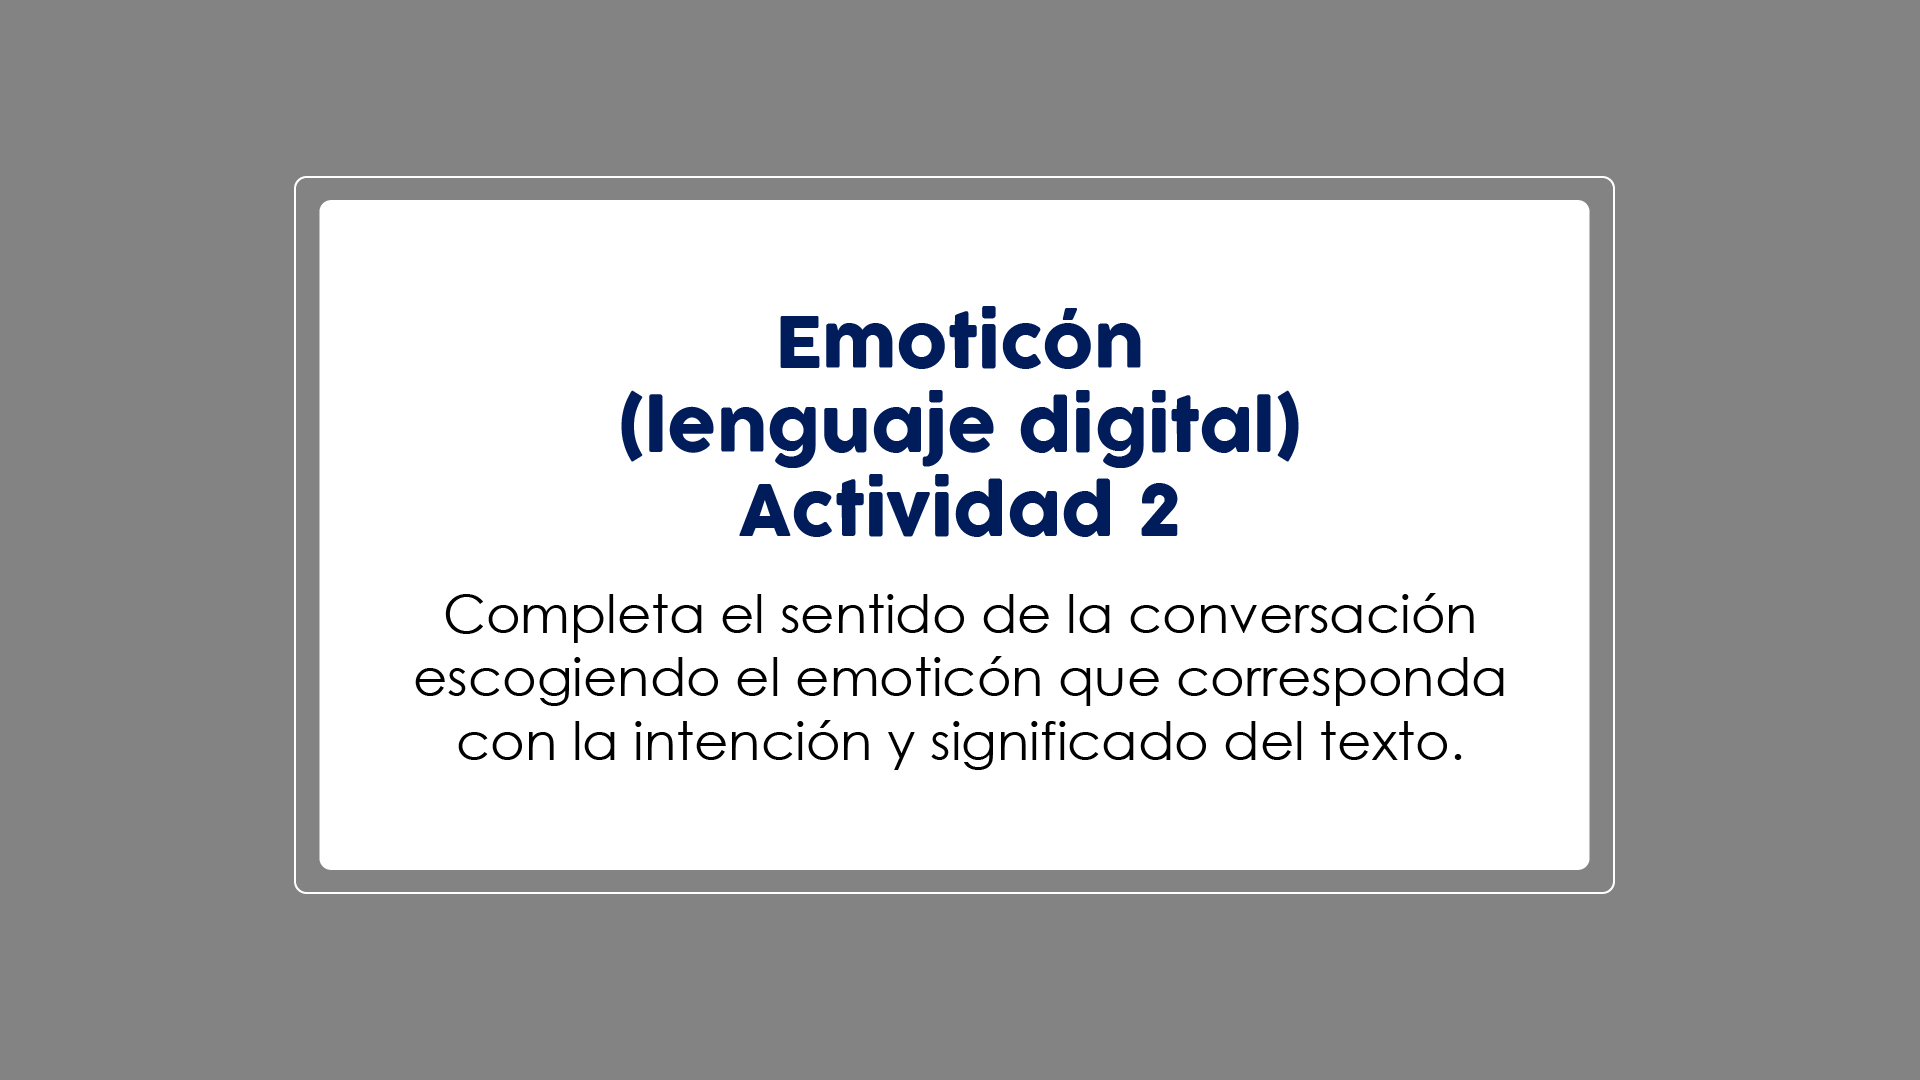 Emoticón
(lenguaje digital)
Actividad 2
Completa el sentido de la conversación
escogiendo el emoticón que corresponda
con la intención y significado del texto.